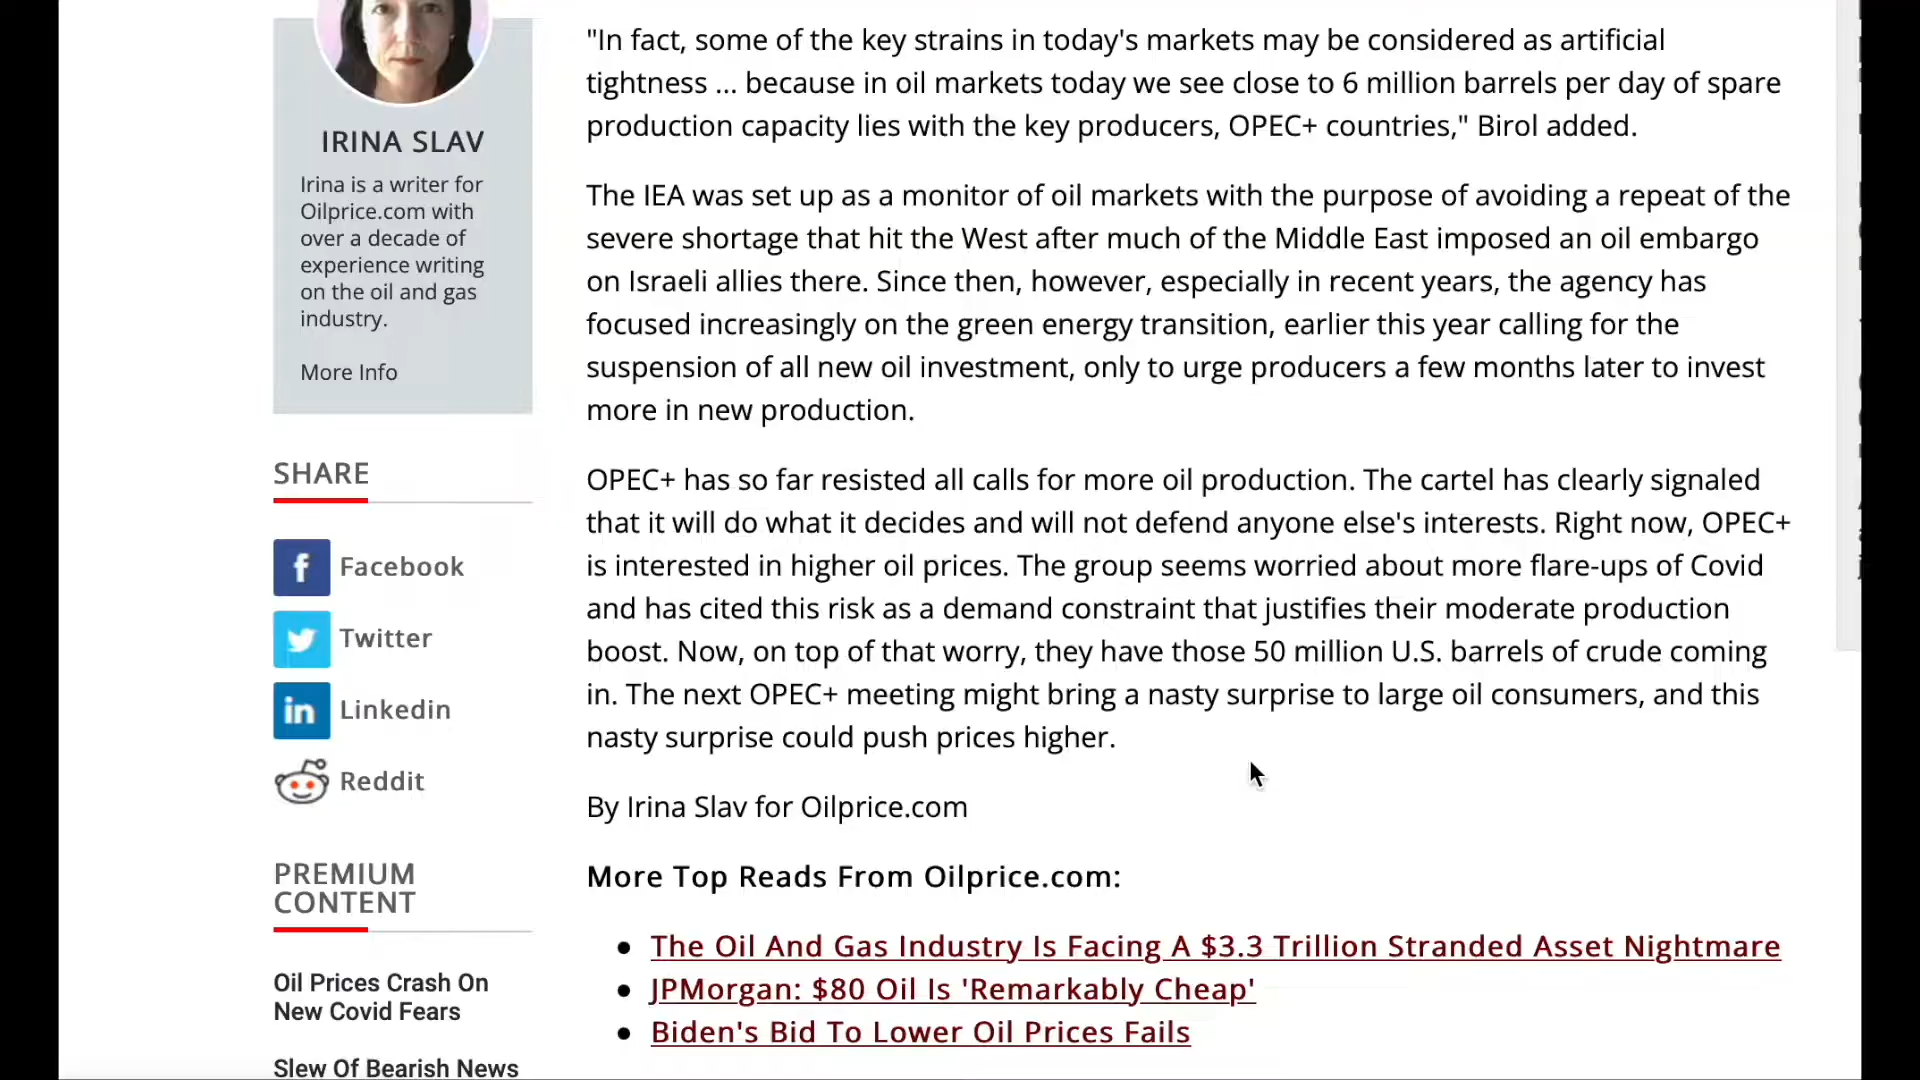 IRINA SLAV
Irina is a writer for
Oilprice.com with
over a decade of
experience writing
on the oil and gas
industry.
More Info
SHARE
Facebook
Twitter
Linkedin
Reddit
PREMIUM
CONTENT
Oil Prices Crash On
New Covid Fears
Slew Of Bearish News
"In fact, some of the key strains in today's markets may be considered as artificial
tightness ... because in oil markets today we see close to 6 million barrels per day of spare
production capacity lies with the key producers, OPEC+ countries," Birol added.
The IEA was set up as a monitor of oil markets with the purpose of avoiding a repeat of the
severe shortage that hit the West after much of the Middle East imposed an oil embargo
on Israeli allies there. Since then, however, especially in recent years, the agency has
focused increasingly on the green energy transition, earlier this year calling for the
suspension of all new oil investment, only to urge producers a few months later to invest
more in new production.
OPEC+ has so far resisted all calls for more oil production. The cartel has clearly signaled
that it will do what it decides and will not defend anyone else's interests. Right now, OPEC+
is interested in higher oil prices. The group seems worried about more flare-ups of Covid
and has cited this risk as a demand constraint that justifies their moderate production
boost. Now, on top of that worry, they have those 50 million U.S. barrels of crude coming
in. The next OPEC+ meeting might bring a nasty surprise to large oil consumers, and this
nasty surprise could push prices higher.
By Irina Slav for Oilprice.com
More Top Reads From Oilprice.com:
• The Oil And Gas Industry Is Facing A $3.3 Trillion Stranded Asset Nightmare
• JPMorgan: $80 Oil Is 'Remarkably Cheap'
• Biden's Bid To Lower Oil Prices Fails